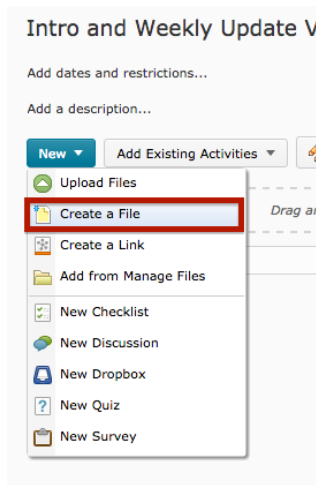 Intro and Weekly Update
Add dates and restrictions...
Add a description...
New Add Existing Activities
Upload Files
Create a File
Drag
Create a Link
Add from Manage Files
New Checklist
New Discussion
New Dropbox
New Quiz
New Survey